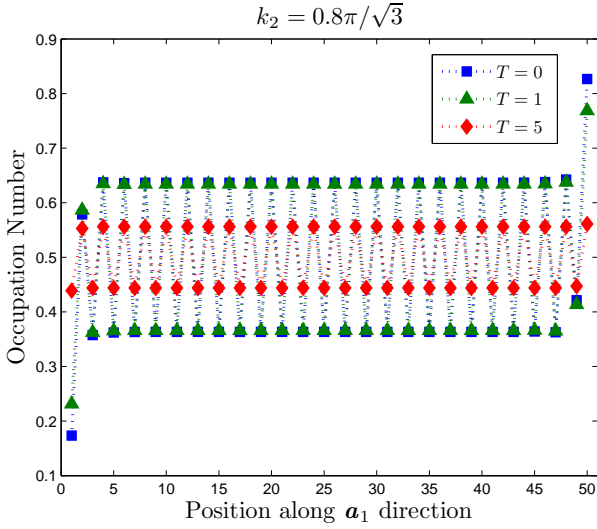 k₂ = 0.8π/√3
Occupation Number
0.9
0.8
0.7
0.6
0.5
0.4
0.3
0.2
0.1
T = 0
T = 1
T = 5
0 5 10 15 20 25 30 35 40 45 50
Position along a₁ direction